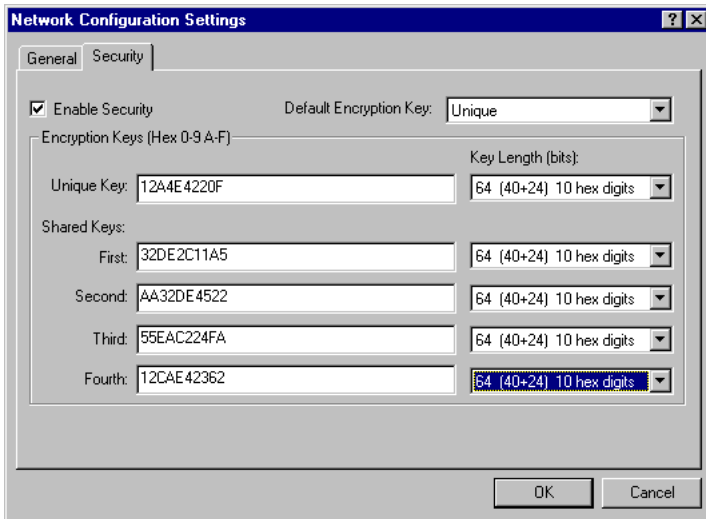 Network Configuration Settings
General Security
Enable Security Default Encryption Key: Unique
Encryption Keys (Hex 0-9 A-F)
Key Length (bits):
Unique Key: 12A4E4220F 64 (40+24) 10 hex digits
Shared Keys:
First: 32DE2C11A5 64 (40+24) 10 hex digits
Second: AA32DE4522 64 (40+24) 10 hex digits
Third: 55EAC224FA 64 (40+24) 10 hex digits
Fourth: 12CAE42362 64 (40+24) 10 hex digits
OK Cancel